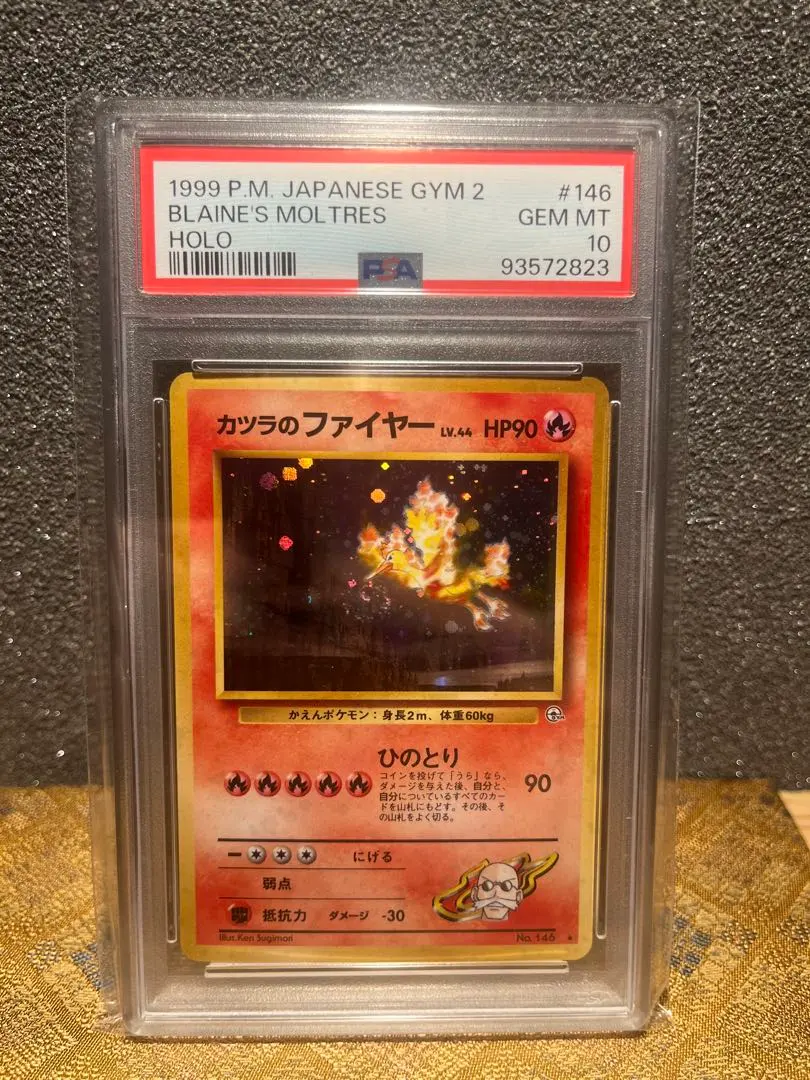 1999 P.M. JAPANESE GYM 2 #146
BLAINE'S MOLTRES GEM MT
HOLO 10
PSA 93572823
カツラのファイヤー LV.44 HP90
かえんポケモン:身長2m、体重60kg
ひのとり
コインを投げて「うら」なら、
ダメージを与えた後、自分と、
自分についているすべてのカー
ドを山札にもどす。その後、そ
の山札をよく切る。
90
にげる
弱点
抵抗力 ダメージ -30
Illus.Ken Sugimori No. 146